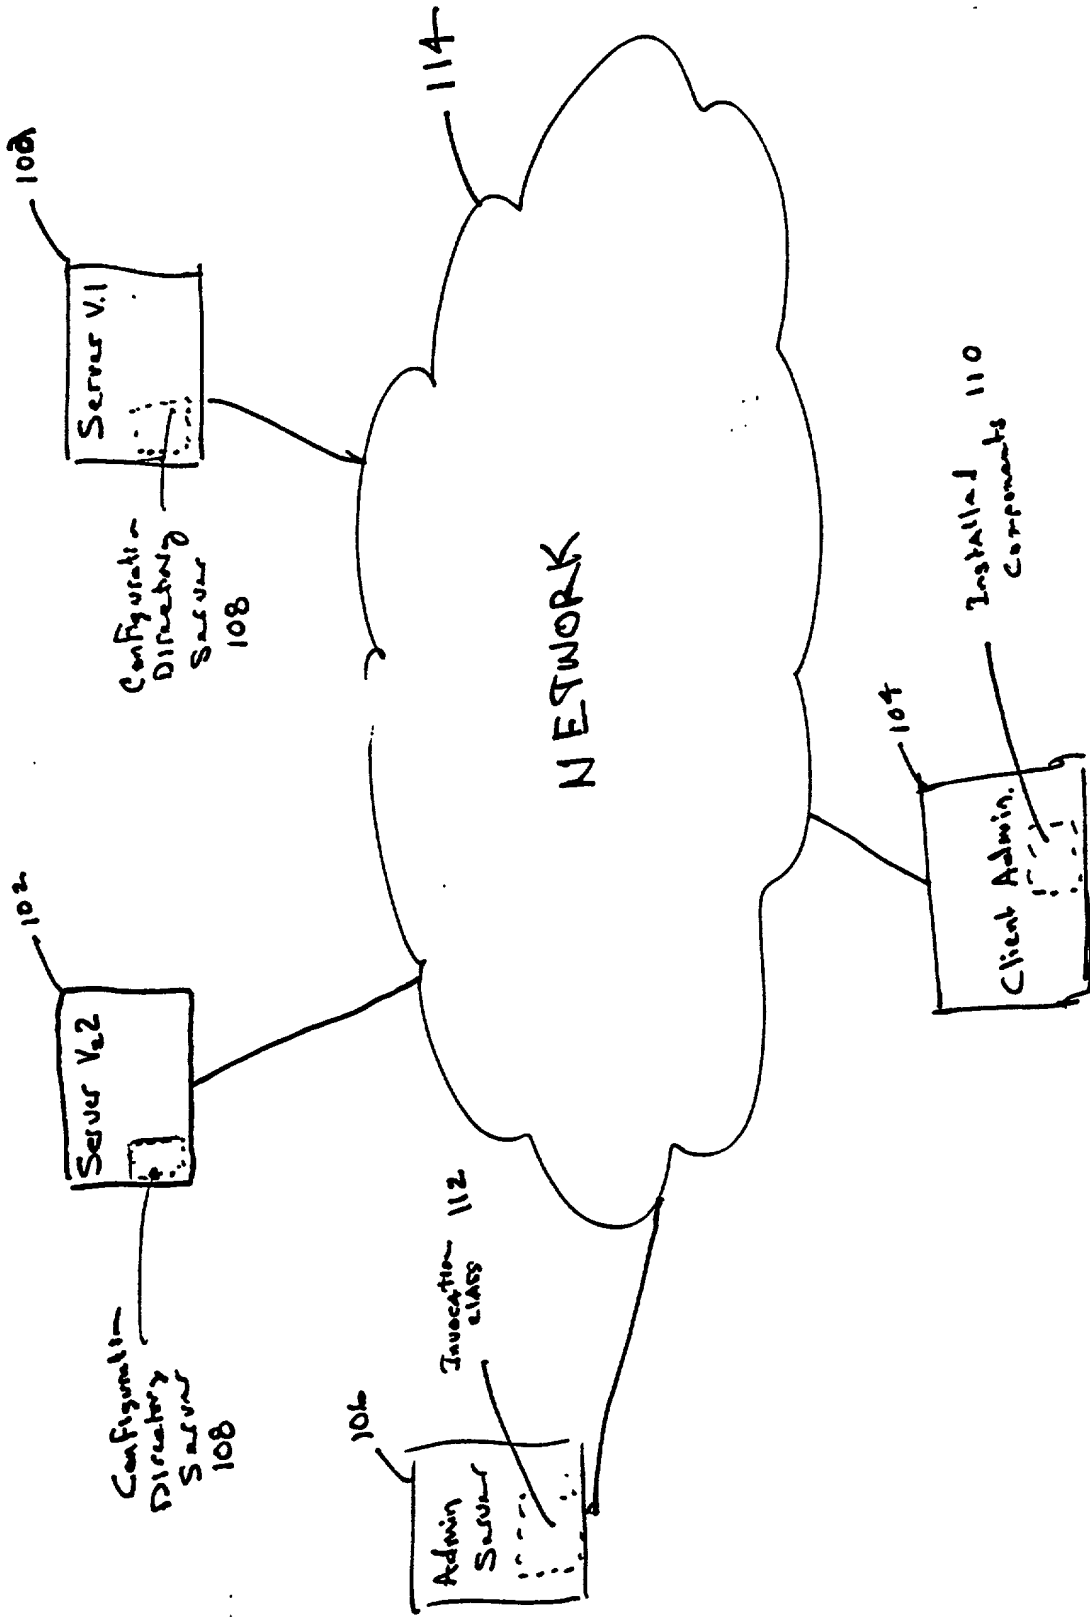 102
Server V.2
Configuration
Directory
Server
108
102
Server V.1
Configuration
Directory
Server
108
114
NETWORK
106
Admin
Server
Invocation 112
class
104
Client Admin.
Installed
Components 110